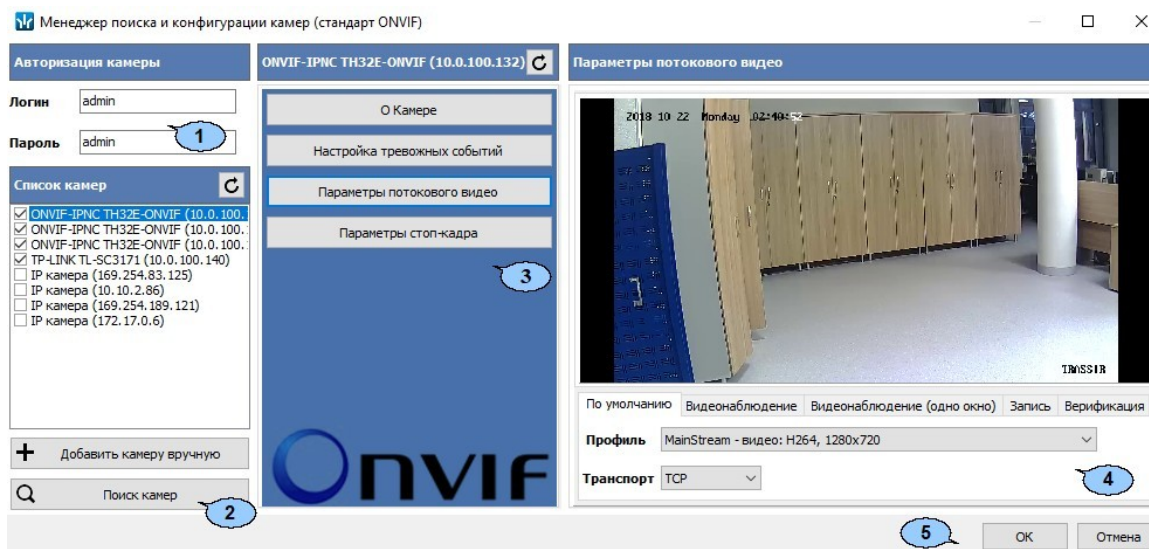 Менеджер поиска и конфигурации камер (стандарт ONVIF)
Авторизация камеры
Логин admin
Пароль admin
1
Список камер
ONVIF-IPNC TH32E-ONVIF (10.0.100.
ONVIF-IPNC TH32E-ONVIF (10.0.100.
ONVIF-IPNC TH32E-ONVIF (10.0.100.
TP-LINK TL-SC3171 (10.0.100.140)
IP камера (169.254.83.125)
IP камера (10.10.2.86)
IP камера (169.254.189.121)
IP камера (172.17.0.6)
Добавить камеру вручную
Поиск камер
2
ONVIF-IPNC TH32E-ONVIF (10.0.100.132)
О Камере
Настройка тревожных событий
Параметры потокового видео
Параметры стоп-кадра
3
ONVIF
Параметры потокового видео
2018 10 22 Monday 02:40:52
TRASSIR
По умолчанию Видеонаблюдение Видеонаблюдение (одно окно) Запись Верификация
Профиль MainStream - видео: H264, 1280x720
Транспорт TCP
4
5
ОК Отмена